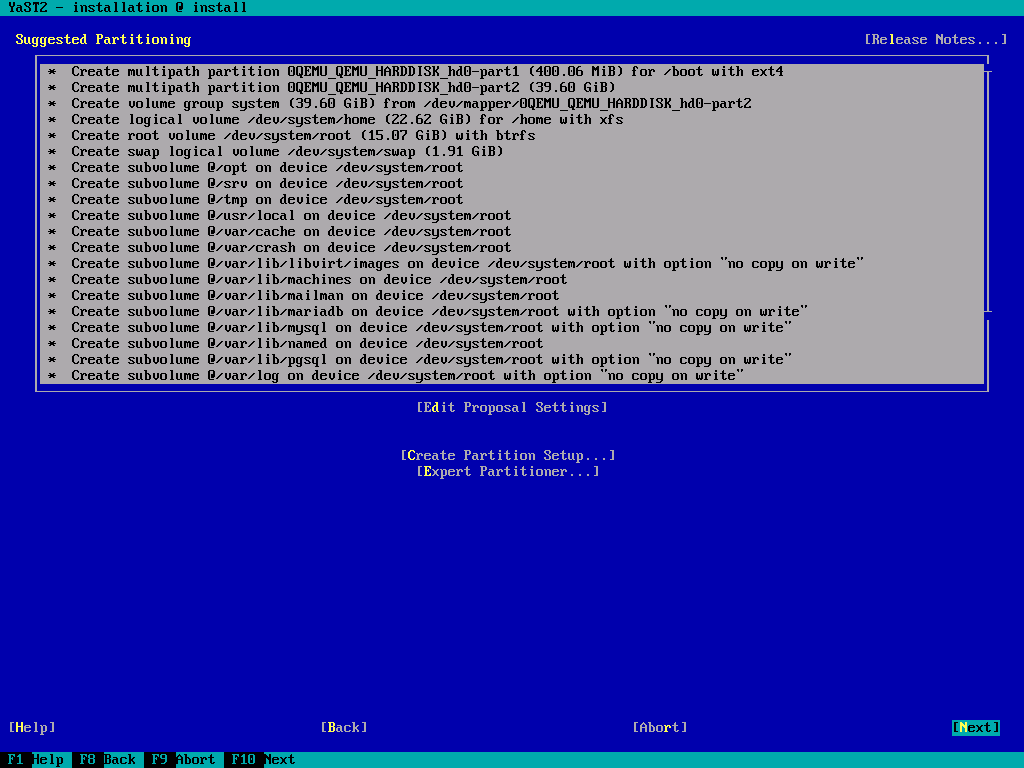 YaST2 - installation @ install
Suggested Partitioning [Release Notes...]
* Create multipath partition 0QEMU_QEMU_HARDDISK_hd0-part1 (400.06 MiB) for /boot with ext4
* Create multipath partition 0QEMU_QEMU_HARDDISK_hd0-part2 (39.60 GiB)
* Create volume group system (39.60 GiB) from /dev/mapper/0QEMU_QEMU_HARDDISK_hd0-part2
* Create logical volume /dev/system/home (22.62 GiB) for /home with xfs
* Create root volume /dev/system/root (15.07 GiB) with btrfs
* Create swap logical volume /dev/system/swap (1.91 GiB)
* Create subvolume @/opt on device /dev/system/root
* Create subvolume @/srv on device /dev/system/root
* Create subvolume @/tmp on device /dev/system/root
* Create subvolume @/usr/local on device /dev/system/root
* Create subvolume @/var/cache on device /dev/system/root
* Create subvolume @/var/crash on device /dev/system/root
* Create subvolume @/var/lib/libvirt/images on device /dev/system/root with option "no copy on write"
* Create subvolume @/var/lib/machines on device /dev/system/root
* Create subvolume @/var/lib/mailman on device /dev/system/root
* Create subvolume @/var/lib/mariadb on device /dev/system/root with option "no copy on write"
* Create subvolume @/var/lib/mysql on device /dev/system/root with option "no copy on write"
* Create subvolume @/var/lib/named on device /dev/system/root
* Create subvolume @/var/lib/pgsql on device /dev/system/root with option "no copy on write"
* Create subvolume @/var/log on device /dev/system/root with option "no copy on write"
[Edit Proposal Settings]
[Create Partition Setup...]
[Expert Partitioner...]
[Help] [Back] [Abort] [Next]
F1 Help F8 Back F9 Abort F10 Next